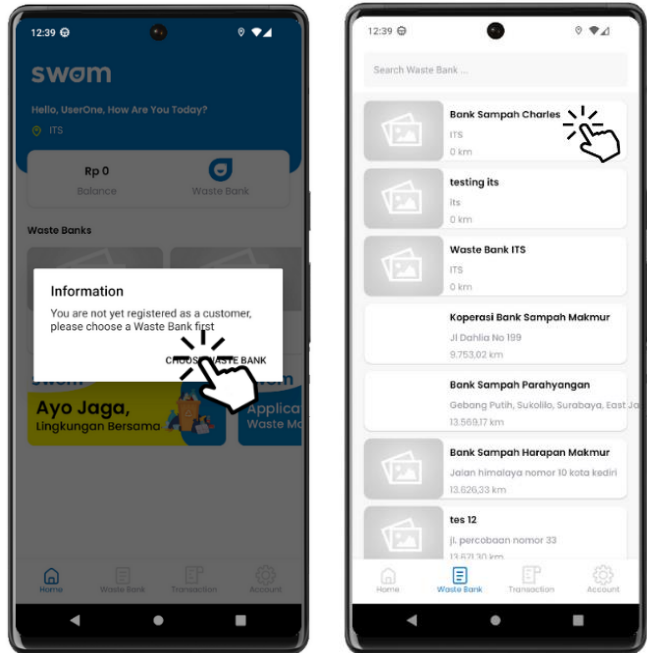 12:39
swom
Hello, UserOne, How Are You Today?
ITS
Rp 0
Balance
Waste Bank
Waste Banks
Information
You are not yet registered as a customer,
please choose a Waste Bank first
WASTE BANK
Ayo Jaga,
Lingkungan Bersama
Home
Waste Bank
Transaction
Account
12:39
Search Waste Bank ...
Bank Sampah Charles
ITS
0 km
testing its
its
0 km
Waste Bank ITS
ITS
0 km
Koperasi Bank Sampah Makmur
Jl Dahlia No 199
9.753,02 km
Bank Sampah Parahyangan
Gebang Putih, Sukolilo, Surabaya, East Ja
13.569,17 km
Bank Sampah Harapan Makmur
Jalan himalaya nomor 10 kota kediri
13.626,33 km
tes 12
jl. percobaan nomor 33
13.671,30 km
Home
Waste Bank
Transaction
Account